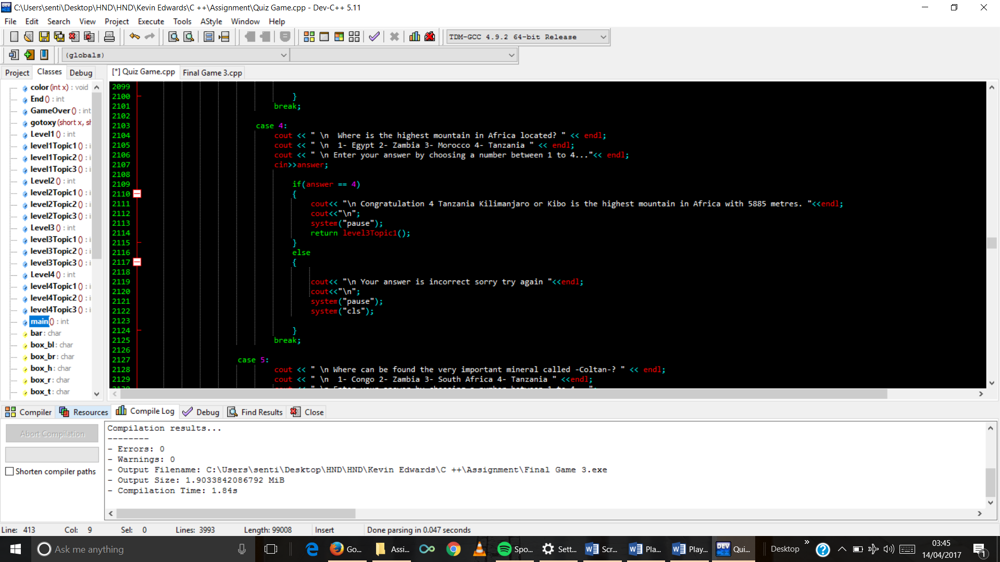 C:\Users\senti\Desktop\HND\HND\Kevin Edwards\C ++\Assignment\Quiz Game.cpp - Dev-C++ 5.11
File Edit Search View Project Execute Tools AStyle Window Help
TDM-GCC 4.9.2 64-bit Release
(globals)
Project Classes Debug
[*] Quiz Game.cpp Final Game 3.cpp
color (int x) : void
End () : int
GameOver () : int
gotoxy (short x, sh
Level1 () : int
level1Topic1 () : i
level1Topic2 () : i
level1Topic3 () : i
Level2 () : int
level2Topic1 () : i
level2Topic2 () : i
level2Topic3 () : i
Level3 () : int
level3Topic1 () : i
level3Topic2 () : i
level3Topic3 () : i
Level4 () : int
level4Topic1 () : i
level4Topic2 () : i
level4Topic3 () : i
main () : int
bar : char
box_bl : char
box_br : char
box_h : char
box_r : char
box_t : char
2099
2100 }
2101 break;
2102
2103 case 4:
2104 cout << " \n  Where is the highest mountain in Africa located? " << endl;
2105 cout << " \n  1- Egypt 2- Zambia 3- Morocco 4- Tanzania " << endl;
2106 cout << " \n Enter your answer by choosing a number between 1 to 4..."<< endl;
2107 cin>>answer;
2108
2109 if(answer == 4)
2110 {
2111 cout<< "\n Congratulation 4 Tanzania Kilimanjaro or Kibo is the highest mountain in Africa with 5885 metres. "<<endl;
2112 cout<<"\n";
2113 system("pause");
2114 return level3Topic1();
2115 }
2116 else
2117 {
2118
2119 cout<< "\n Your answer is incorrect sorry try again "<<endl;
2120 cout<<"\n";
2121 system("pause");
2122 system("cls");
2123
2124 }
2125 break;
2126
2127 case 5:
2128 cout << " \n Where can be found the very important mineral called -Coltan-? " << endl;
2129 cout << " \n  1- Congo 2- Zambia 3- South Africa 4- Tanzania " <<endl;
2130 cout << " \n Enter your answer by choosing a number between 1 to 4...";
Compiler Resources Compile Log Debug Find Results Close
Abort Compilation
Shorten compiler paths
Compilation results...
--------
- Errors: 0
- Warnings: 0
- Output Filename: C:\Users\senti\Desktop\HND\HND\Kevin Edwards\C ++\Assignment\Final Game 3.exe
- Output Size: 1.9033842086792 MiB
- Compilation Time: 1.84s
Line: 413 Col: 9 Sel: 0 Lines: 3993 Length: 99008 Insert Done parsing in 0.047 seconds
Ask me anything
Go... Assi... Spo... Sett... Scr... Pla... Play... Qui... Desktop
03:45
14/04/2017
1